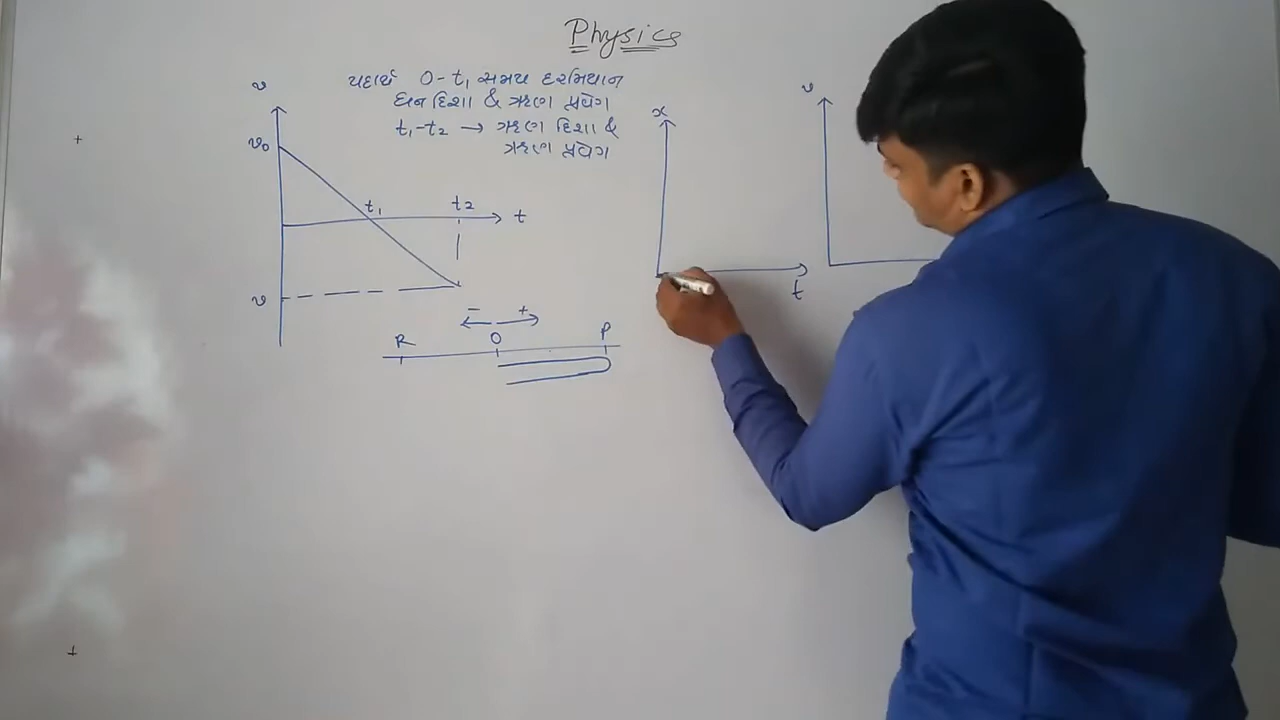 Physics
પદાર્થ 0 - t₁ સમય દરમિયાન
ધન દિશા & ઋણ પ્રવેગ
t₁-t₂ → ઋણ દિશા &
ઋણ પ્રવેગ
v
v₀
t₁
t₂
t
v
- +
R O P
x
t
v